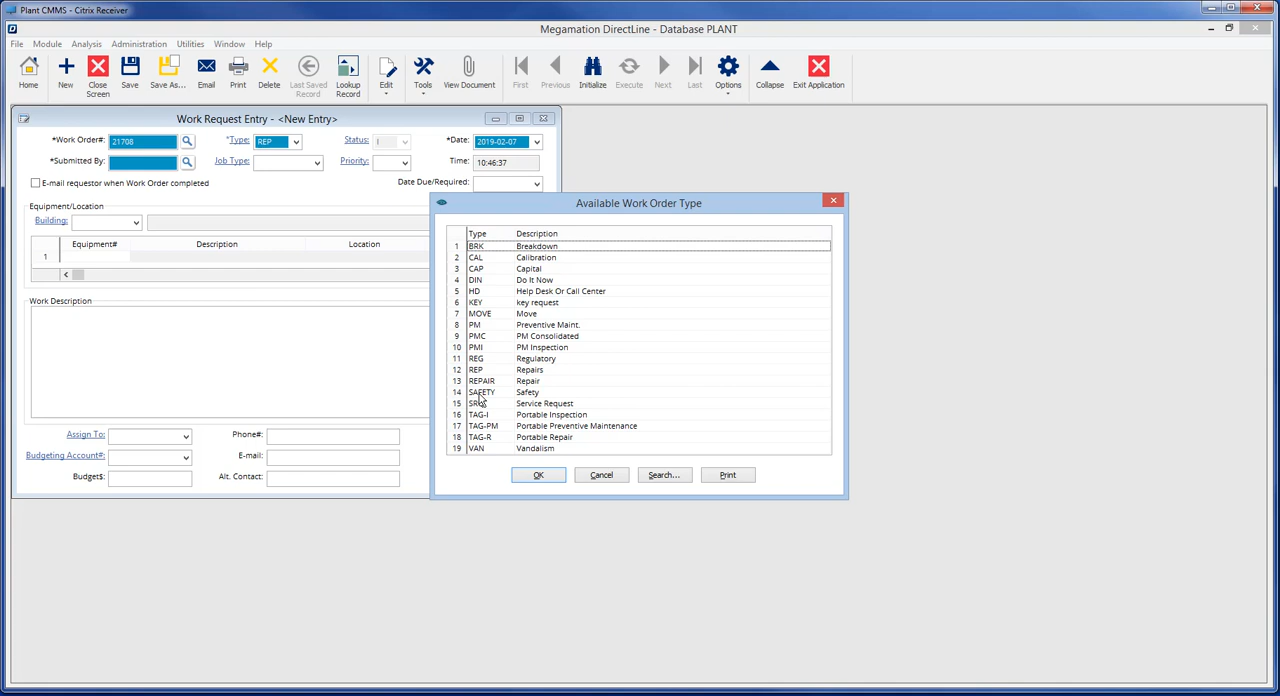 Plant CMMS - Citrix Receiver
Megamation DirectLine - Database PLANT
File Module Analysis Administration Utilities Window Help
Home New Close Screen Save Save As... Email Print Delete Last Saved Record Lookup Record Edit Tools View Document First Previous Initialize Execute Next Last Options Collapse Exit Application
Work Request Entry - <New Entry>
*Work Order#: 21708 *Type: REP Status: I *Date: 2019-02-07
*Submitted By: Job Type: Priority: Time: 10:46:37
E-mail requestor when Work Order completed Date Due/Required:
Equipment/Location
Building:
Equipment# Description Location
1
Work Description
Assign To: Phone#:
Budgeting Account#: E-mail:
Budget$: Alt. Contact:
Available Work Order Type
Type Description
1 BRK Breakdown
2 CAL Calibration
3 CAP Capital
4 DIN Do It Now
5 HD Help Desk Or Call Center
6 KEY key request
7 MOVE Move
8 PM Preventive Maint.
9 PMC PM Consolidated
10 PMI PM Inspection
11 REG Regulatory
12 REP Repairs
13 REPAIR Repair
14 SAFETY Safety
15 Service Request
16 TAG-I Portable Inspection
17 TAG-PM Portable Preventive Maintenance
18 TAG-R Portable Repair
19 VAN Vandalism
OK Cancel Search... Print